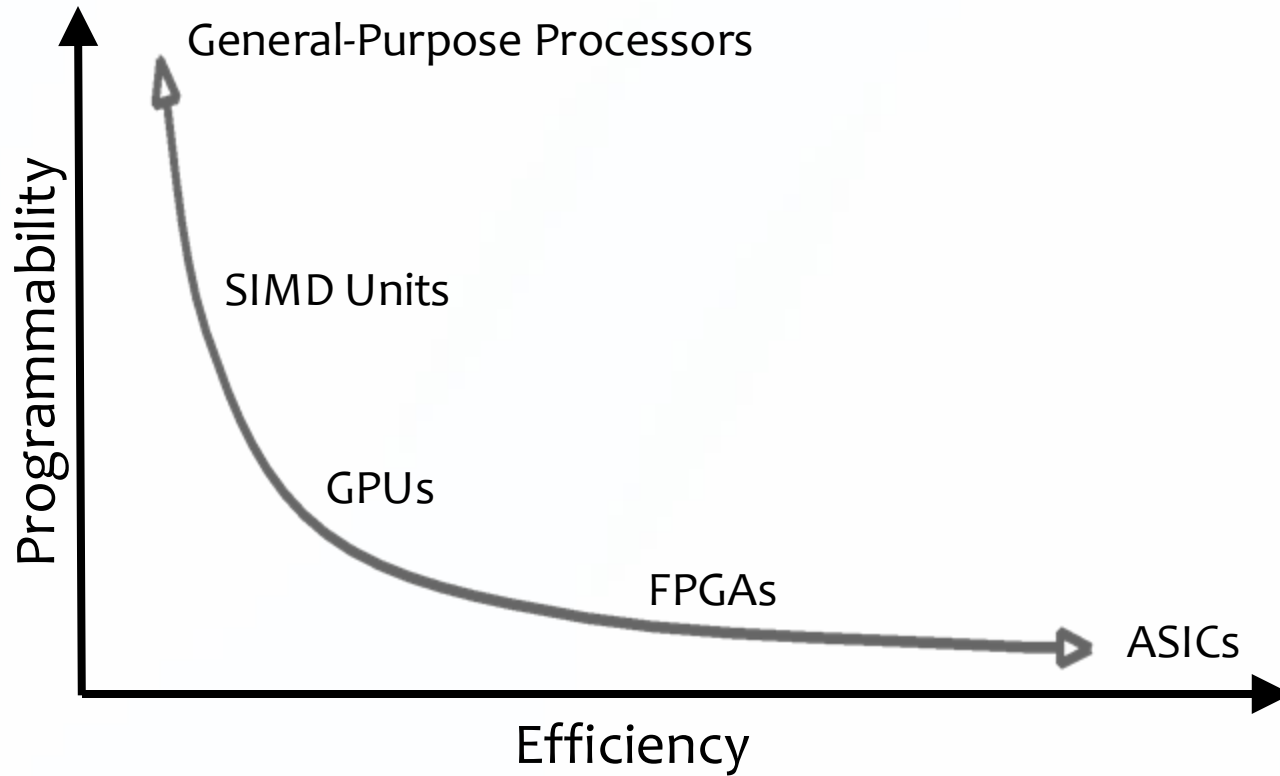 General-Purpose Processors
Programmability
SIMD Units
GPUs
FPGAs
ASICs
Efficiency